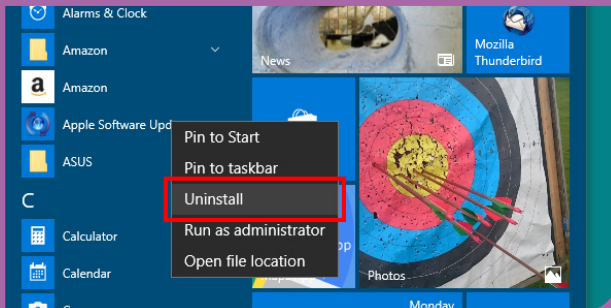 Alarms & Clock
Amazon
Amazon
Apple Software Upd
ASUS
C
Calculator
Calendar
Pin to Start
Pin to taskbar
Uninstall
Run as administrator
Open file location
News
Mozilla
Thunderbird
Photos
Monday